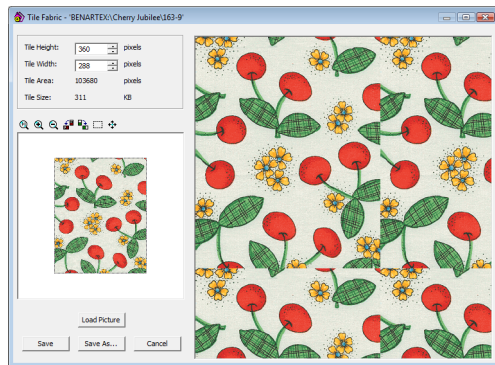 Tile Fabric - 'BENARTEX:\Cherry Jubilee\163-9'
Tile Height: 360 pixels
Tile Width: 288 pixels
Tile Area: 103680 pixels
Tile Size: 311 KB
Load Picture
Save Save As... Cancel